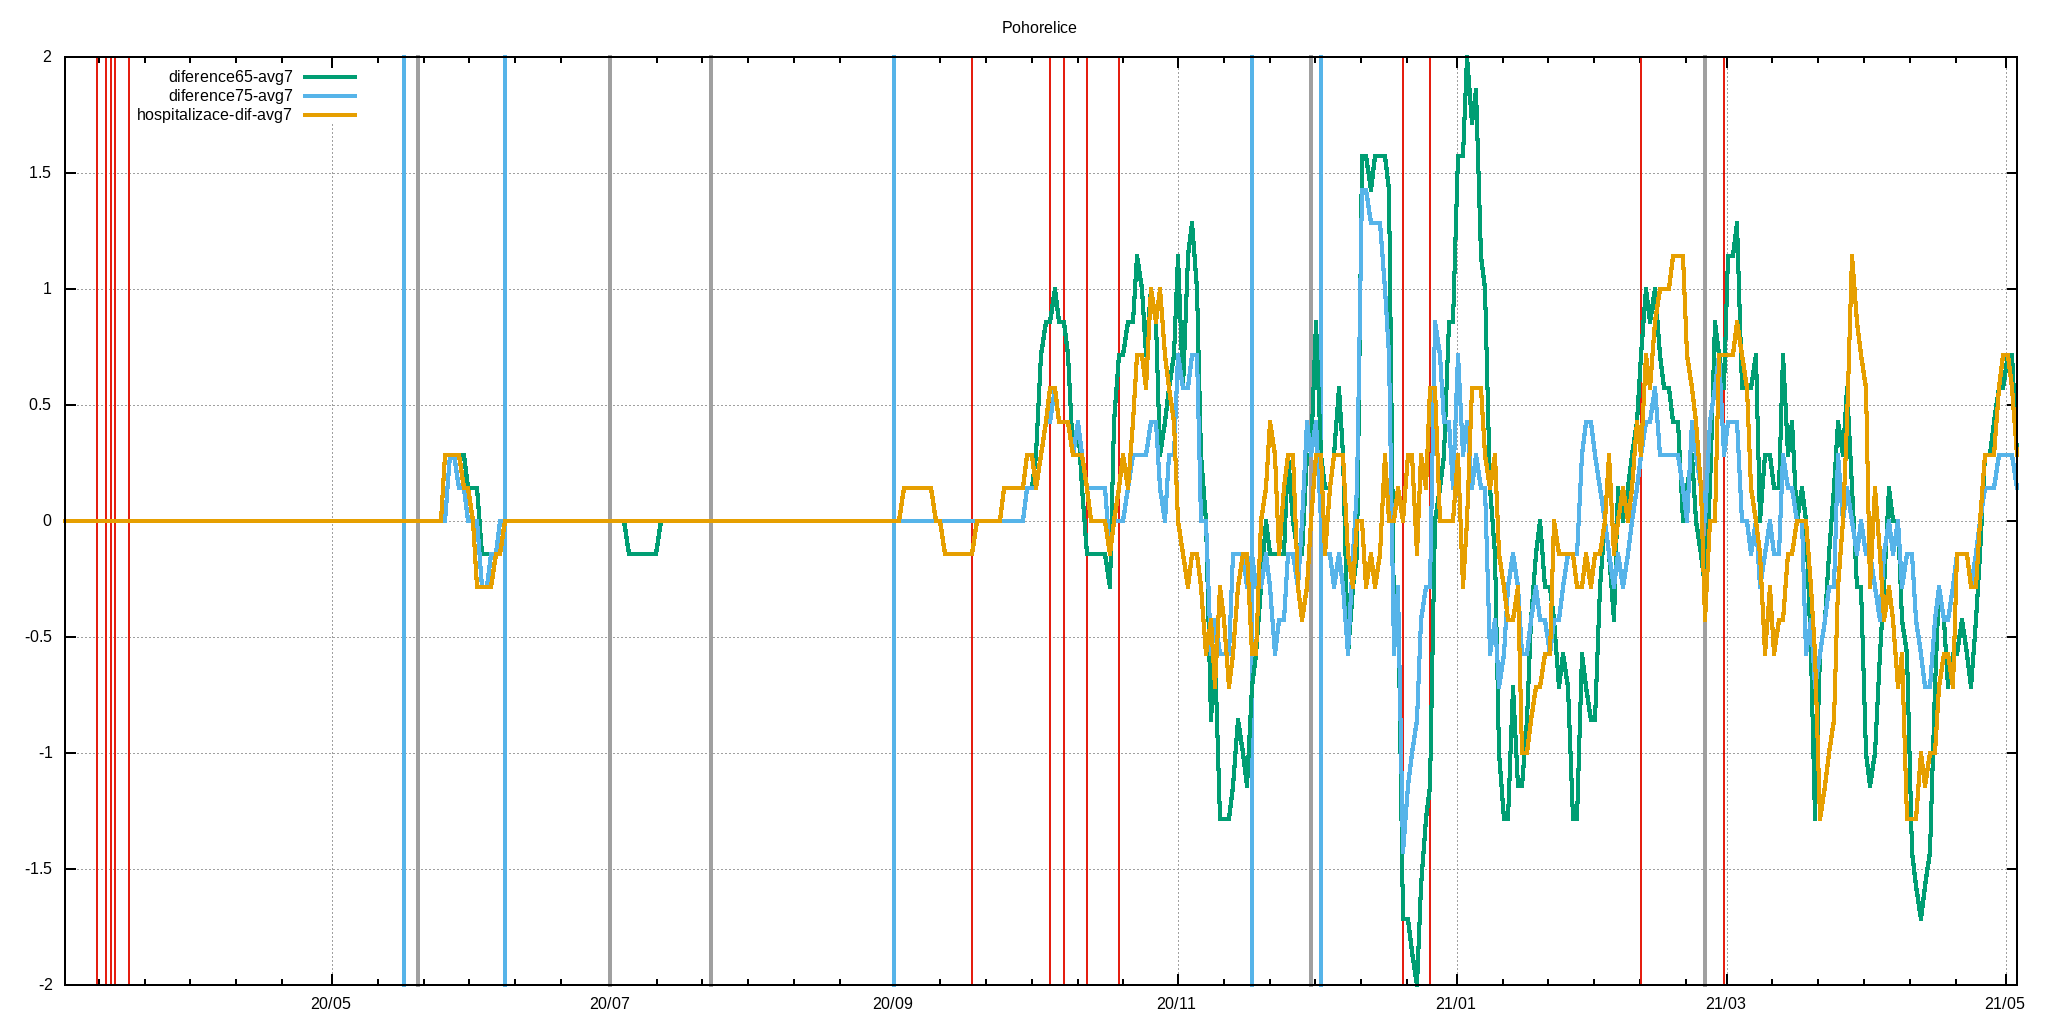 Pohorelice
diference65-avg7
diference75-avg7
hospitalizace-dif-avg7
2
1.5
1
0.5
0
-0.5
-1
-1.5
-2
20/05 20/07 20/09 20/11 21/01 21/03 21/05